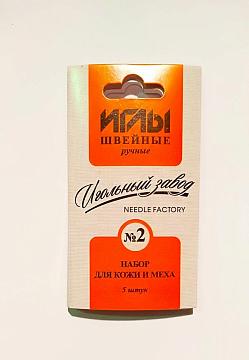 ИГЛЫ
ШВЕЙНЫЕ
ручные
Игольный завод
NEEDLE FACTORY
№2
НАБОР
ДЛЯ КОЖИ И МЕХА
5 штук